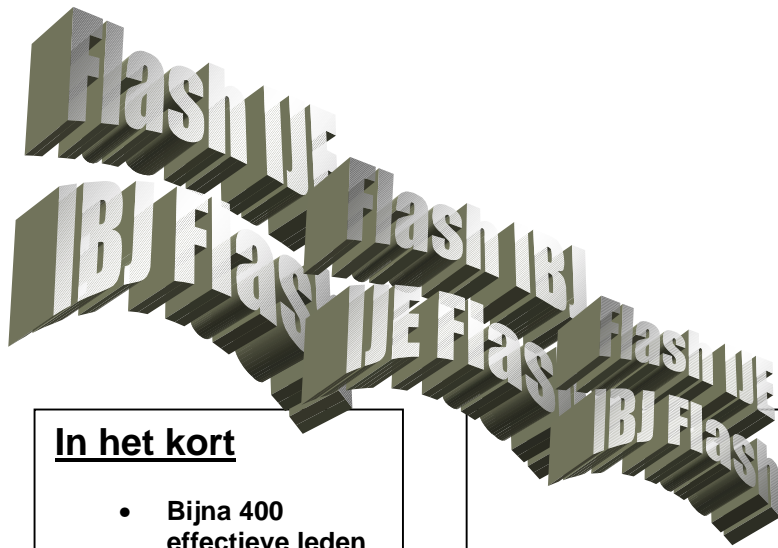 Flash IJE
IBJ Flash
Flash IBJ
IJE Flash
Flash IJE
IBJ Flash
In het kort
• Bijna 400
effectieve leden